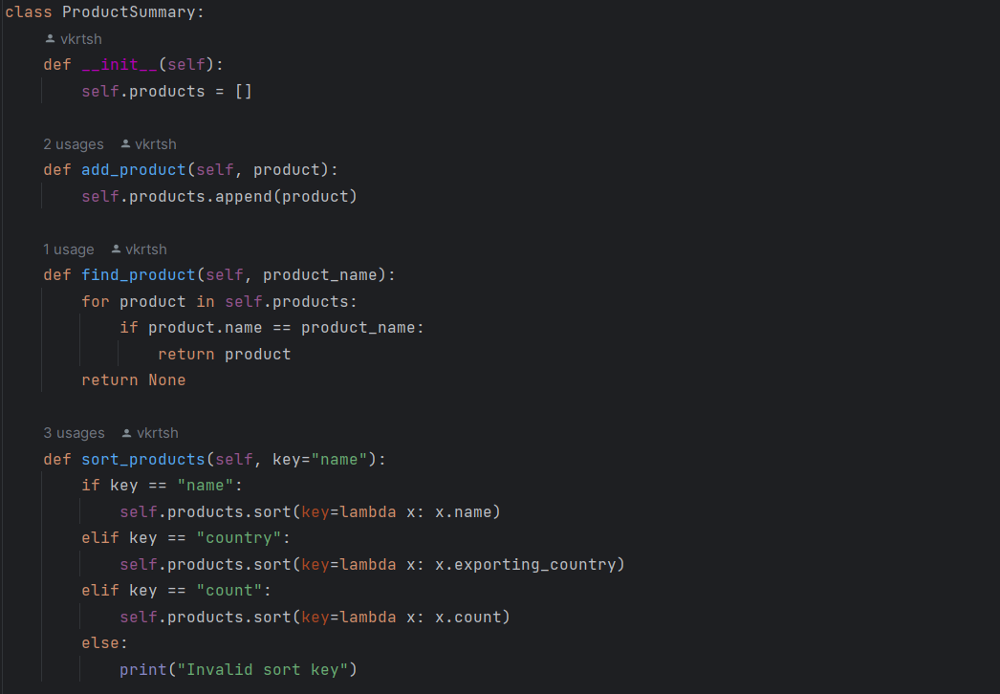 class ProductSummary:
vkrtsh
    def __init__(self):
        self.products = []
2 usages vkrtsh
    def add_product(self, product):
        self.products.append(product)
1 usage vkrtsh
    def find_product(self, product_name):
        for product in self.products:
            if product.name == product_name:
                return product
        return None
3 usages vkrtsh
    def sort_products(self, key="name"):
        if key == "name":
            self.products.sort(key=lambda x: x.name)
        elif key == "country":
            self.products.sort(key=lambda x: x.exporting_country)
        elif key == "count":
            self.products.sort(key=lambda x: x.count)
        else:
            print("Invalid sort key")